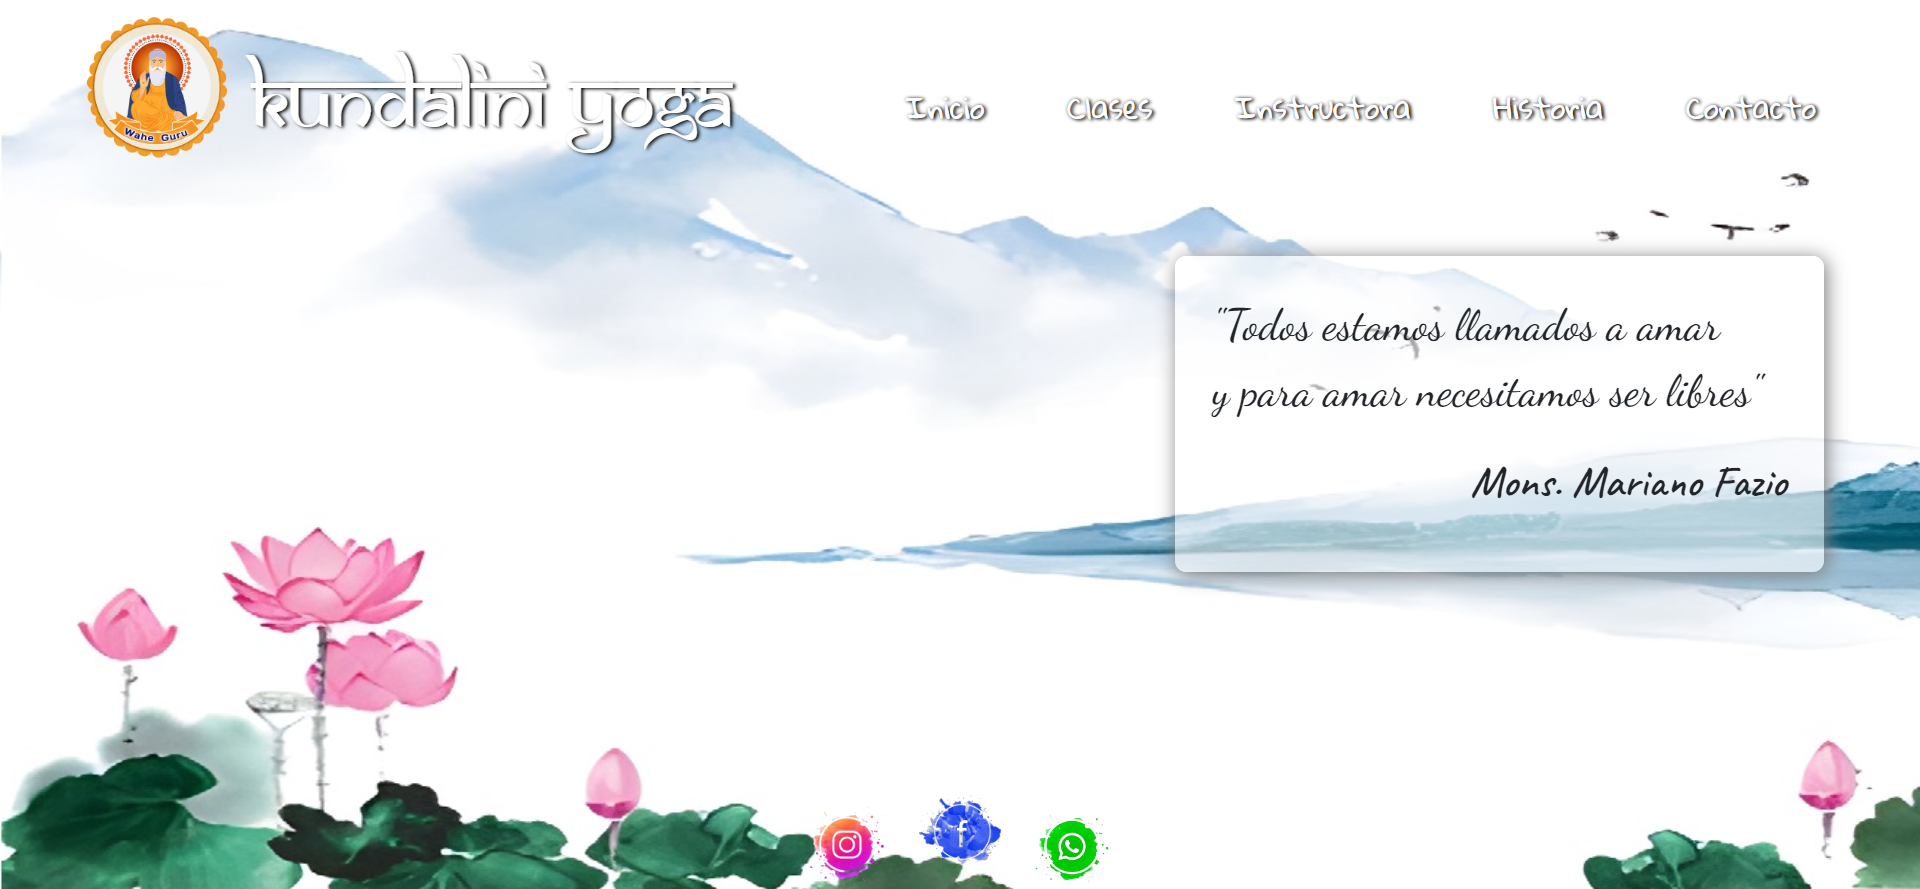 Wahe Guru
kundalini yoga
Inicio
Clases
Instructora
Historia
Contacto
"Todos estamos llamados a amar
y para amar necesitamos ser libres"
Mons. Mariano Fazio